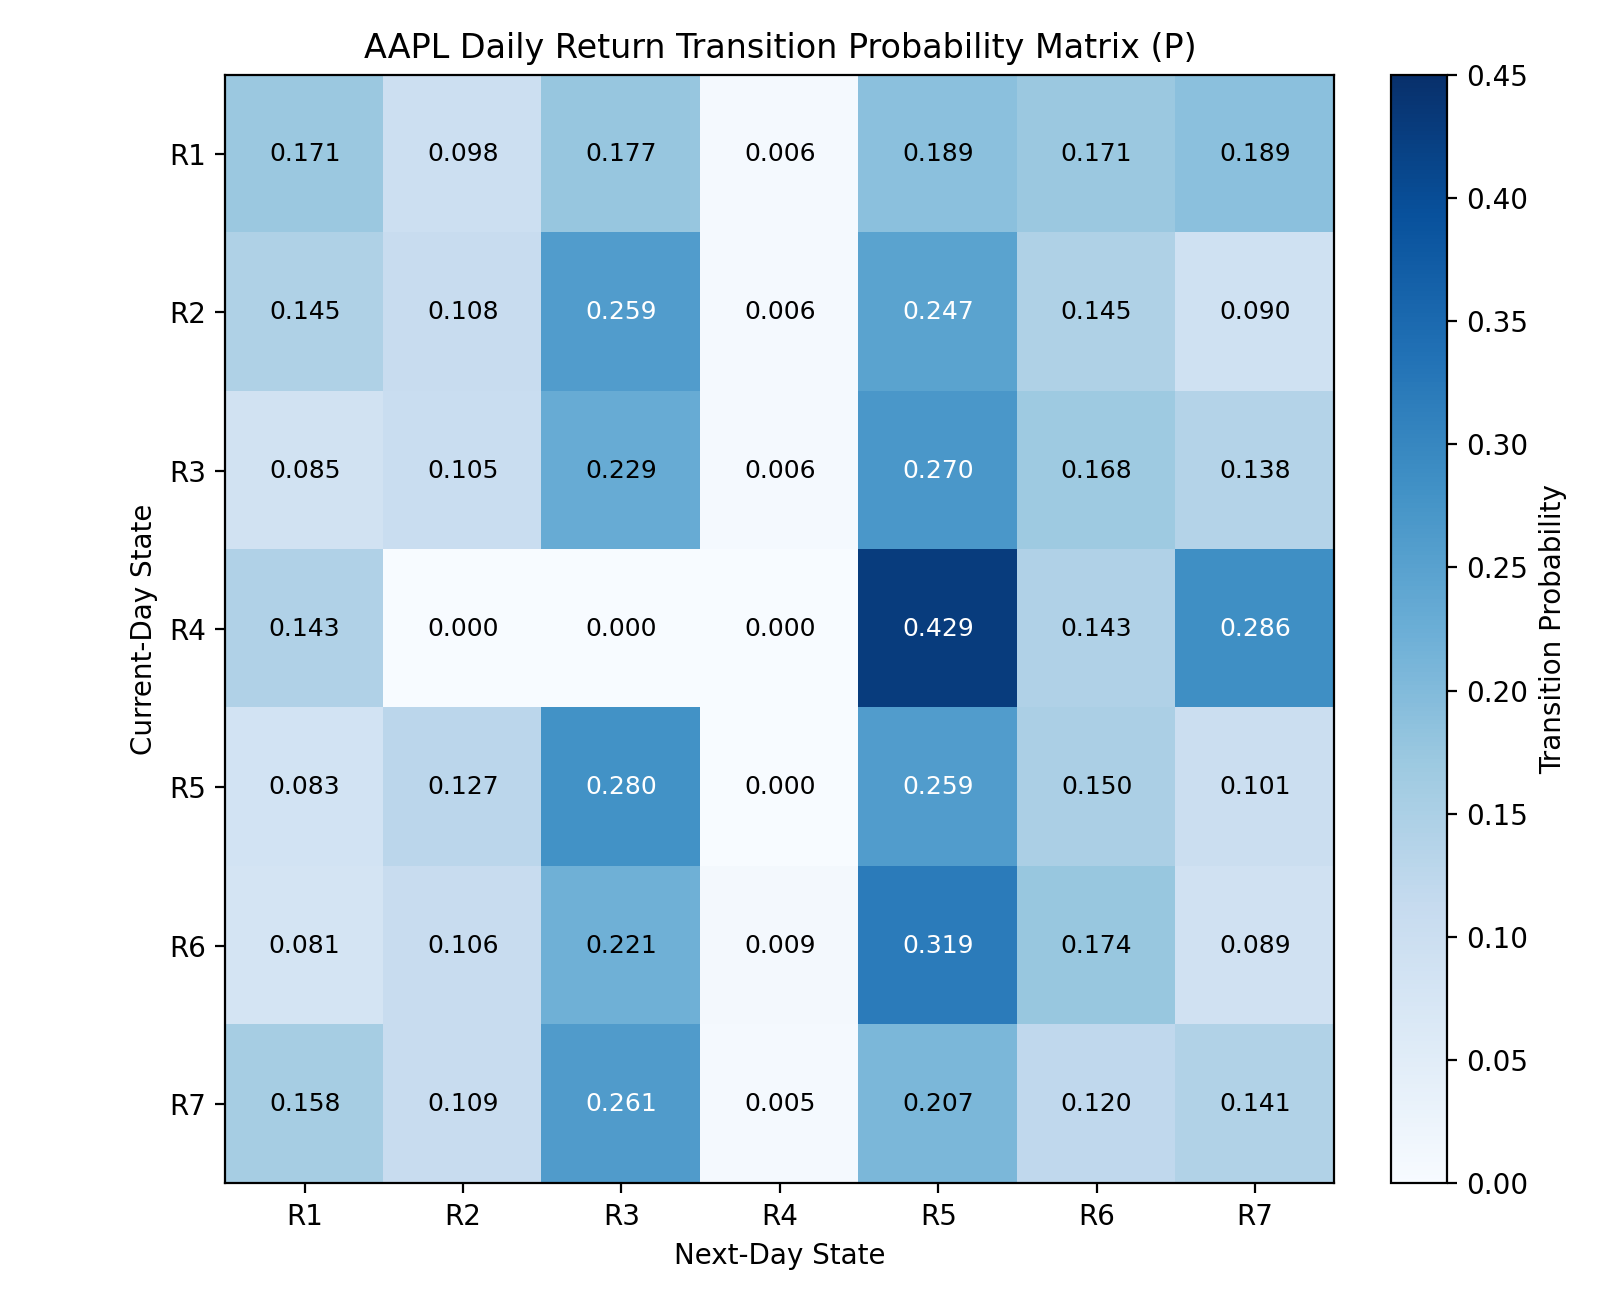 AAPL Daily Return Transition Probability Matrix (P)
R1 0.171 0.098 0.177 0.006 0.189 0.171 0.189
R2 0.145 0.108 0.259 0.006 0.247 0.145 0.090
R3 0.085 0.105 0.229 0.006 0.270 0.168 0.138
R4 0.143 0.000 0.000 0.000 0.429 0.143 0.286
R5 0.083 0.127 0.280 0.000 0.259 0.150 0.101
R6 0.081 0.106 0.221 0.009 0.319 0.174 0.089
R7 0.158 0.109 0.261 0.005 0.207 0.120 0.141
R1 R2 R3 R4 R5 R6 R7
Next-Day State
Current-Day State
0.45
0.40
0.35
0.30
0.25
0.20
0.15
0.10
0.05
0.00
Transition Probability